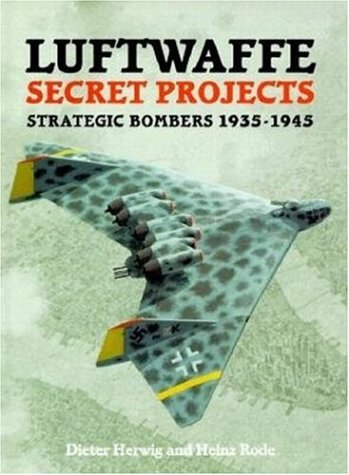 LUFTWAFFE
SECRET PROJECTS
STRATEGIC BOMBERS 1935-1945
Dieter Herwig and Heinz Rode